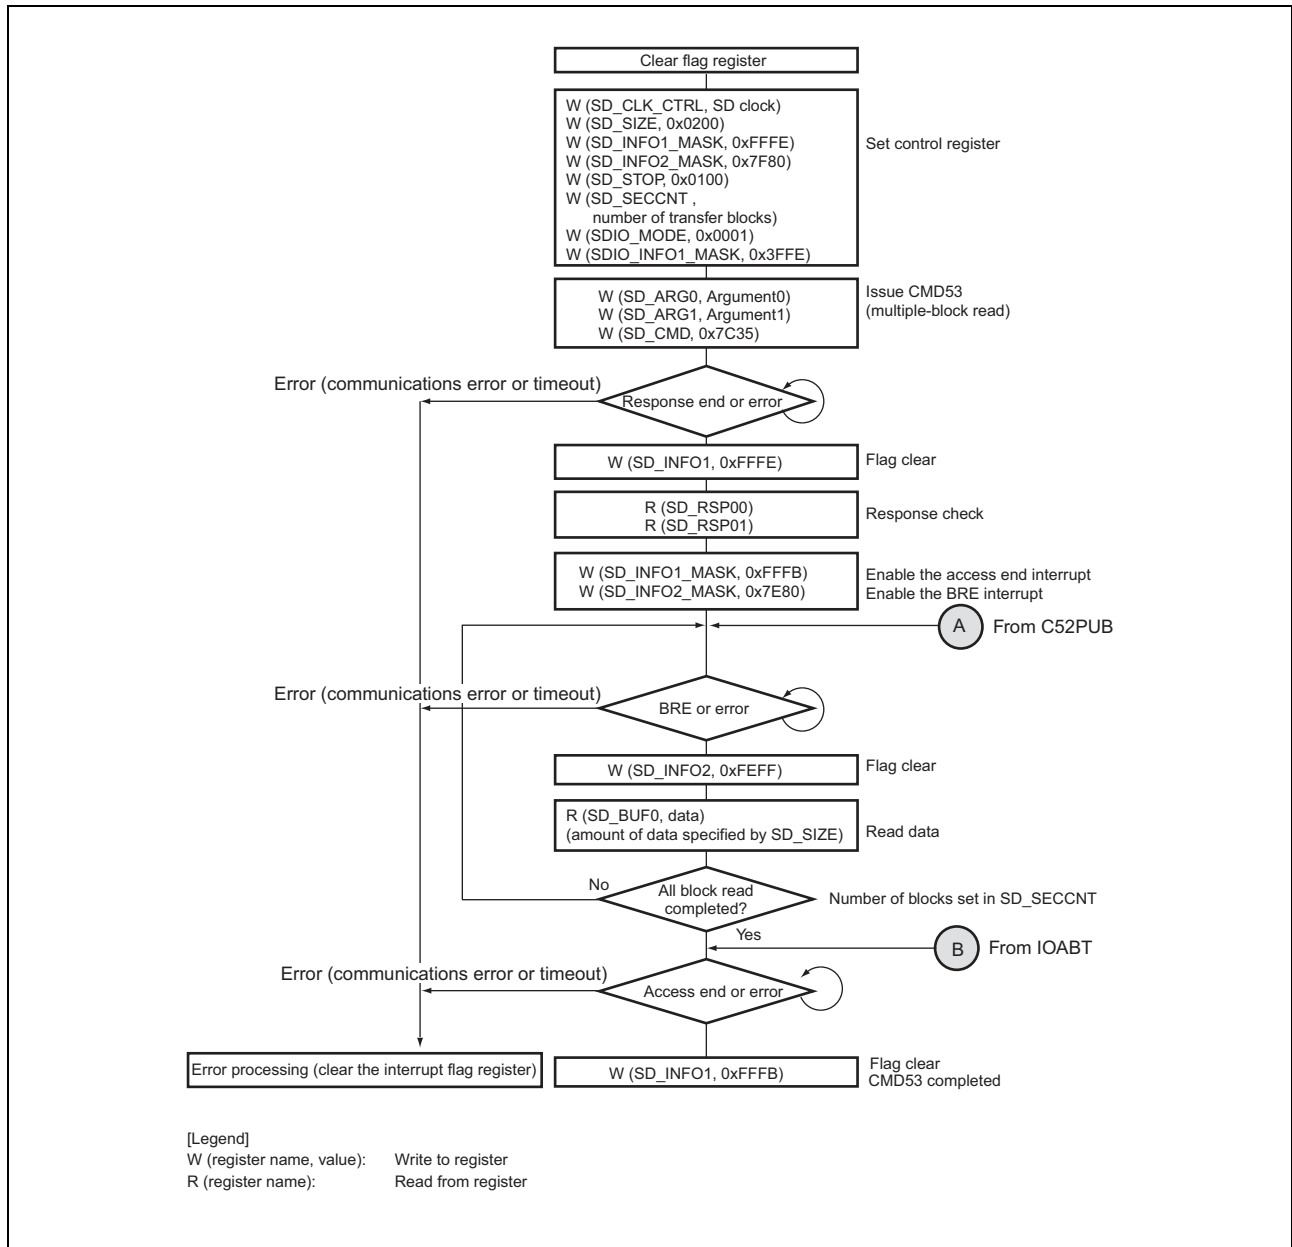 Clear flag register
W (SD_CLK_CTRL, SD clock)
W (SD_SIZE, 0x0200)
W (SD_INFO1_MASK, 0xFFFE)
W (SD_INFO2_MASK, 0x7F80)
W (SD_STOP, 0x0100)
W (SD_SECCNT ,
number of transfer blocks)
W (SDIO_MODE, 0x0001)
W (SDIO_INFO1_MASK, 0x3FFE)
Set control register
W (SD_ARG0, Argument0)
W (SD_ARG1, Argument1)
W (SD_CMD, 0x7C35)
Issue CMD53
(multiple-block read)
Error (communications error or timeout)
Response end or error
W (SD_INFO1, 0xFFFE)
Flag clear
R (SD_RSP00)
R (SD_RSP01)
Response check
W (SD_INFO1_MASK, 0xFFFB)
W (SD_INFO2_MASK, 0x7E80)
Enable the access end interrupt
Enable the BRE interrupt
A
From C52PUB
Error (communications error or timeout)
BRE or error
W (SD_INFO2, 0xFEFF)
Flag clear
R (SD_BUF0, data)
(amount of data specified by SD_SIZE)
Read data
No
All block read
completed?
Number of blocks set in SD_SECCNT
Yes
B
From IOABT
Error (communications error or timeout)
Access end or error
Error processing (clear the interrupt flag register)
W (SD_INFO1, 0xFFFB)
Flag clear
CMD53 completed
[Legend]
W (register name, value): Write to register
R (register name): Read from register